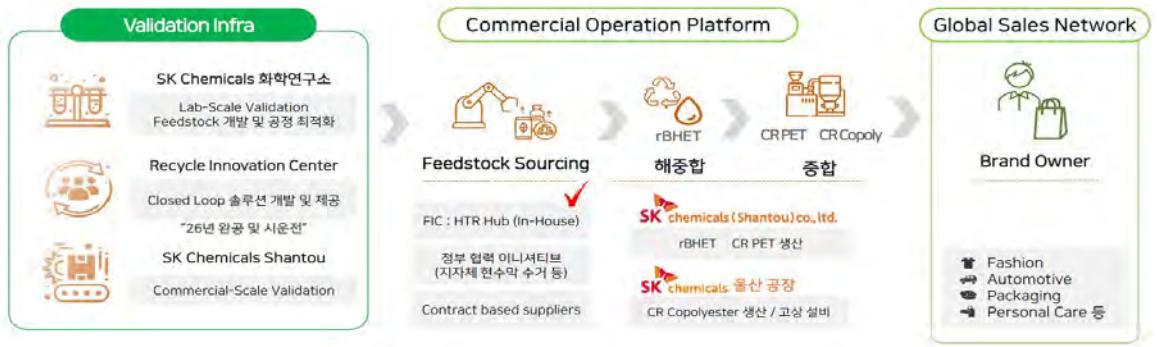 Validation Infra
SK Chemicals 화학연구소
Lab-Scale Validation
Feedstock 개발 및 공정 최적화
Recycle Innovation Center
Closed Loop 솔루션 개발 및 제공
"26년 완공 및 시운전"
SK Chemicals Shantou
Commercial-Scale Validation
Commercial Operation Platform
Feedstock Sourcing
FIC : HTR Hub (In-House)
정부 협력 이니셔티브
(지자체 현수막 수거 등)
Contract based suppliers
rBHET
해중합
CR PET CR Copoly
중합
SK chemicals (Shantou) co., ltd.
rBHET CR PET 생산
SK chemicals 울산 공장
CR Copolyester 생산 / 고상 설비
Global Sales Network
Brand Owner
Fashion
Automotive
Packaging
Personal Care 등